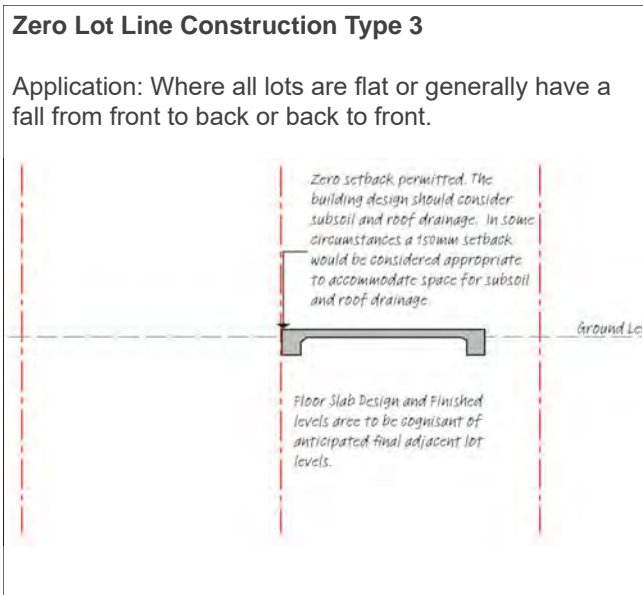 Zero Lot Line Construction Type 3
Application: Where all lots are flat or generally have a
fall from front to back or back to front.
Zero setback permitted. The
building design should consider
subsoil and roof drainage. In some
circumstances a 150mm setback
would be considered appropriate
to accommodate space for subsoil
and roof drainage
Ground Lev
Floor Slab Design and Finished
levels aree to be cognisant of
anticipated final adjacent lot
levels.